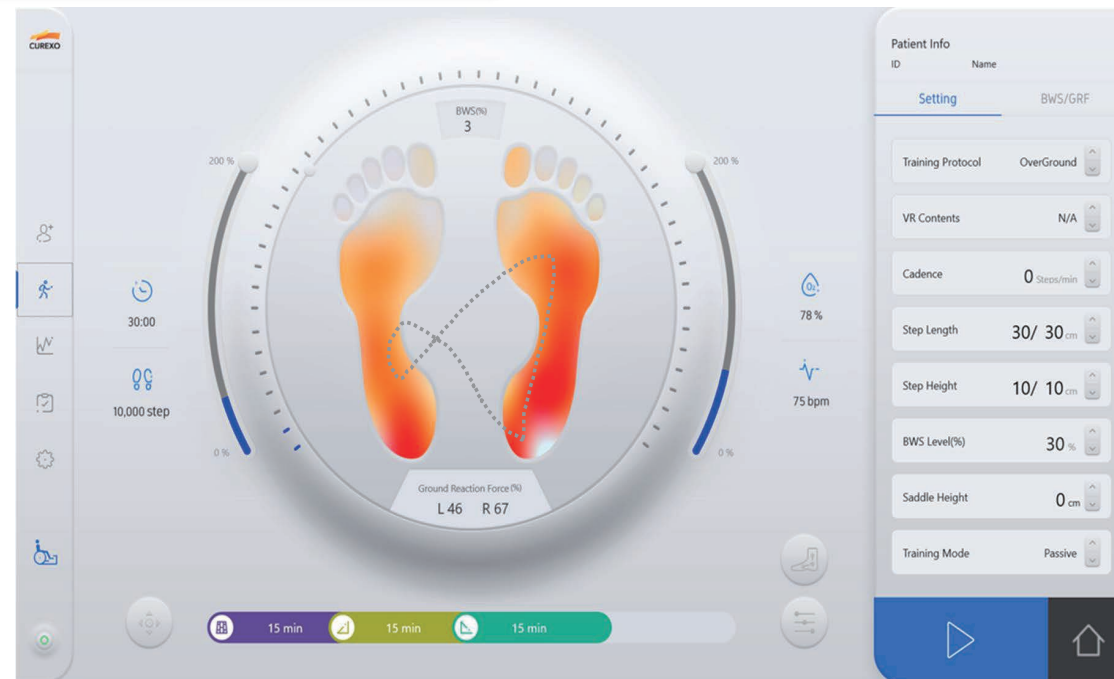 CUREXO
BWS(%)
3
200 %
200 %
30:00
10,000 step
78 %
75 bpm
0 %
0 %
Ground Reaction Force (%)
L 46 R 67
15 min
15 min
15 min
Patient Info
ID Name
Setting BWS/GRF
Training Protocol OverGround
VR Contents N/A
Cadence 0 Steps/min
Step Length 30/ 30 cm
Step Height 10/ 10 cm
BWS Level(%) 30 %
Saddle Height 0 cm
Training Mode Passive